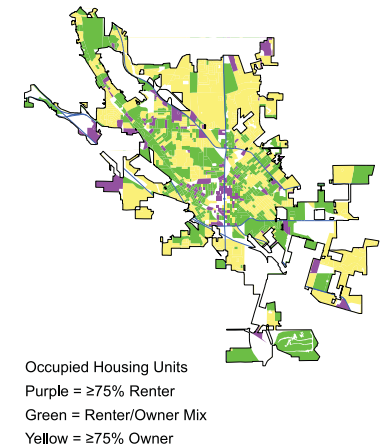 Occupied Housing Units
Purple = ≥75% Renter
Green = Renter/Owner Mix
Yellow = ≥75% Owner